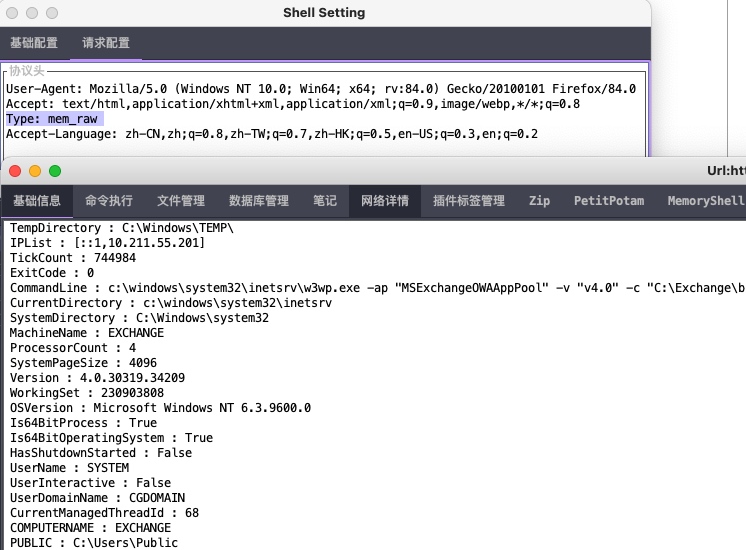 Shell Setting
基础配置 请求配置
协议头
User-Agent: Mozilla/5.0 (Windows NT 10.0; Win64; x64; rv:84.0) Gecko/20100101 Firefox/84.0
Accept: text/html,application/xhtml+xml,application/xml;q=0.9,image/webp,*/*;q=0.8
Type: mem_raw
Accept-Language: zh-CN,zh;q=0.8,zh-TW;q=0.7,zh-HK;q=0.5,en-US;q=0.3,en;q=0.2
Url:htt
基础信息 命令执行 文件管理 数据库管理 笔记 网络详情 插件标签管理 Zip PetitPotam MemoryShell
TempDirectory : C:\Windows\TEMP\
IPList : [::1,10.211.55.201]
TickCount : 744984
ExitCode : 0
CommandLine : c:\windows\system32\inetsrv\w3wp.exe -ap "MSExchangeOWAAppPool" -v "v4.0" -c "C:\Exchange\b
CurrentDirectory : c:\windows\system32\inetsrv
SystemDirectory : C:\Windows\system32
MachineName : EXCHANGE
ProcessorCount : 4
SystemPageSize : 4096
Version : 4.0.30319.34209
WorkingSet : 230903808
OSVersion : Microsoft Windows NT 6.3.9600.0
Is64BitProcess : True
Is64BitOperatingSystem : True
HasShutdownStarted : False
UserName : SYSTEM
UserInteractive : False
UserDomainName : CGDOMAIN
CurrentManagedThreadId : 68
COMPUTERNAME : EXCHANGE
PUBLIC : C:\Users\Public